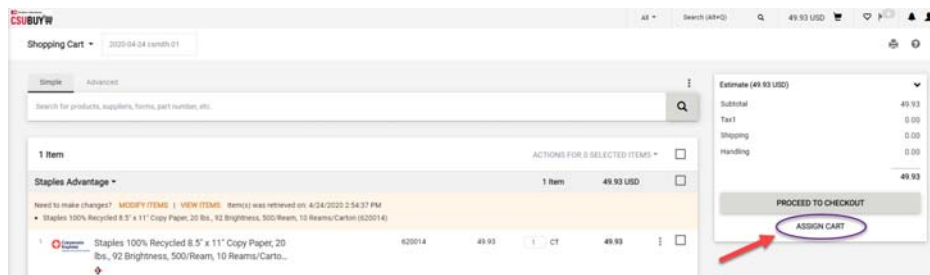 CSUBUY
All
Search (Alt+Q)
49.93 USD
Shopping Cart
2020-04-24 csmith-01
Simple
Advanced
Search for products, suppliers, forms, part number, etc.
1 Item
ACTIONS FOR 0 SELECTED ITEMS
Staples Advantage
1 Item
49.93 USD
Need to make changes? MODIFY ITEMS | VIEW ITEMS Item(s) was retrieved on: 4/24/2020 2:54:37 PM
Staples 100% Recycled 8.5" x 11" Copy Paper, 20 lbs., 92 Brightness, 500/Ream, 10 Reams/Carton (620014)
1
Corporate Express
Staples 100% Recycled 8.5" x 11" Copy Paper, 20
lbs., 92 Brightness, 500/Ream, 10 Reams/Carto...
620014
49.93
1 CT
49.93
Estimate (49.93 USD)
Subtotal 49.93
Tax1 0.00
Shipping 0.00
Handling 0.00
49.93
PROCEED TO CHECKOUT
ASSIGN CART